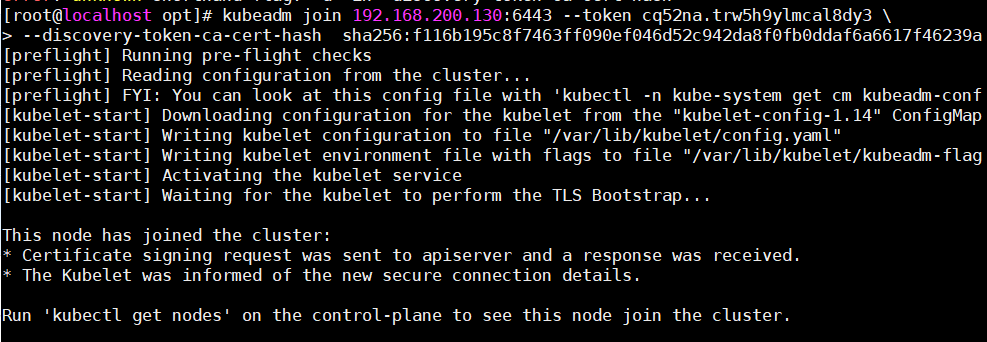 [root@localhost opt]# kubeadm join 192.168.200.130:6443 --token cq52na.trw5h9ylmcal8dy3 \
> --discovery-token-ca-cert-hash  sha256:f116b195c8f7463ff090ef046d52c942da8f0fb0ddaf6a6617f46239a
[preflight] Running pre-flight checks
[preflight] Reading configuration from the cluster...
[preflight] FYI: You can look at this config file with 'kubectl -n kube-system get cm kubeadm-conf
[kubelet-start] Downloading configuration for the kubelet from the "kubelet-config-1.14" ConfigMap
[kubelet-start] Writing kubelet configuration to file "/var/lib/kubelet/config.yaml"
[kubelet-start] Writing kubelet environment file with flags to file "/var/lib/kubelet/kubeadm-flag
[kubelet-start] Activating the kubelet service
[kubelet-start] Waiting for the kubelet to perform the TLS Bootstrap...
This node has joined the cluster:
* Certificate signing request was sent to apiserver and a response was received.
* The Kubelet was informed of the new secure connection details.
Run 'kubectl get nodes' on the control-plane to see this node join the cluster.